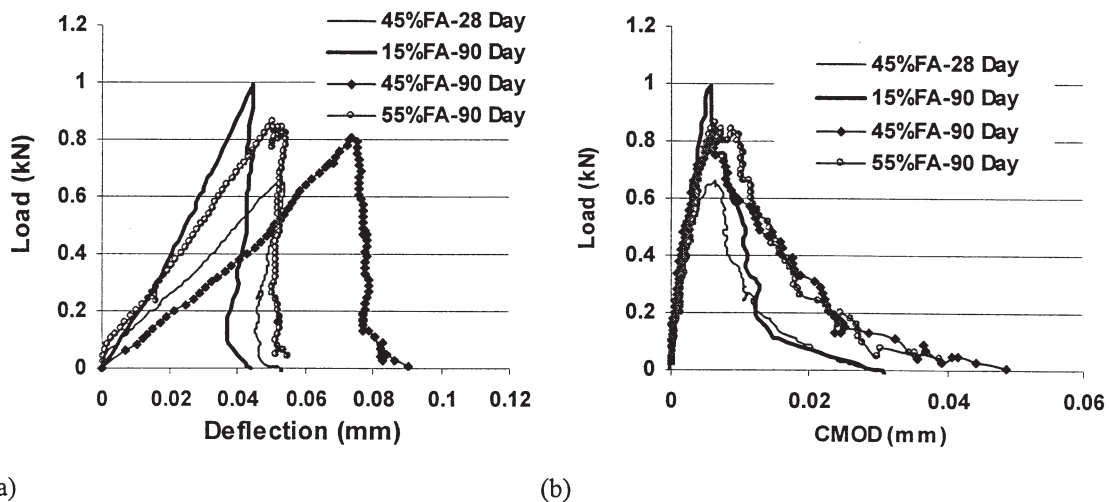 45%FA-28 Day
15%FA-90 Day
45%FA-90 Day
55%FA-90 Day
1.2
1
0.8
0.6
0.4
0.2
0
Load (kN)
0 0.02 0.04 0.06 0.08 0.1 0.12
Deflection (mm)
a)
45%FA-28 Day
15%FA-90 Day
45%FA-90 Day
55%FA-90 Day
1.2
1
0.8
0.6
0.4
0.2
0
Load (kN)
0 0.02 0.04 0.06
CMOD (mm)
(b)